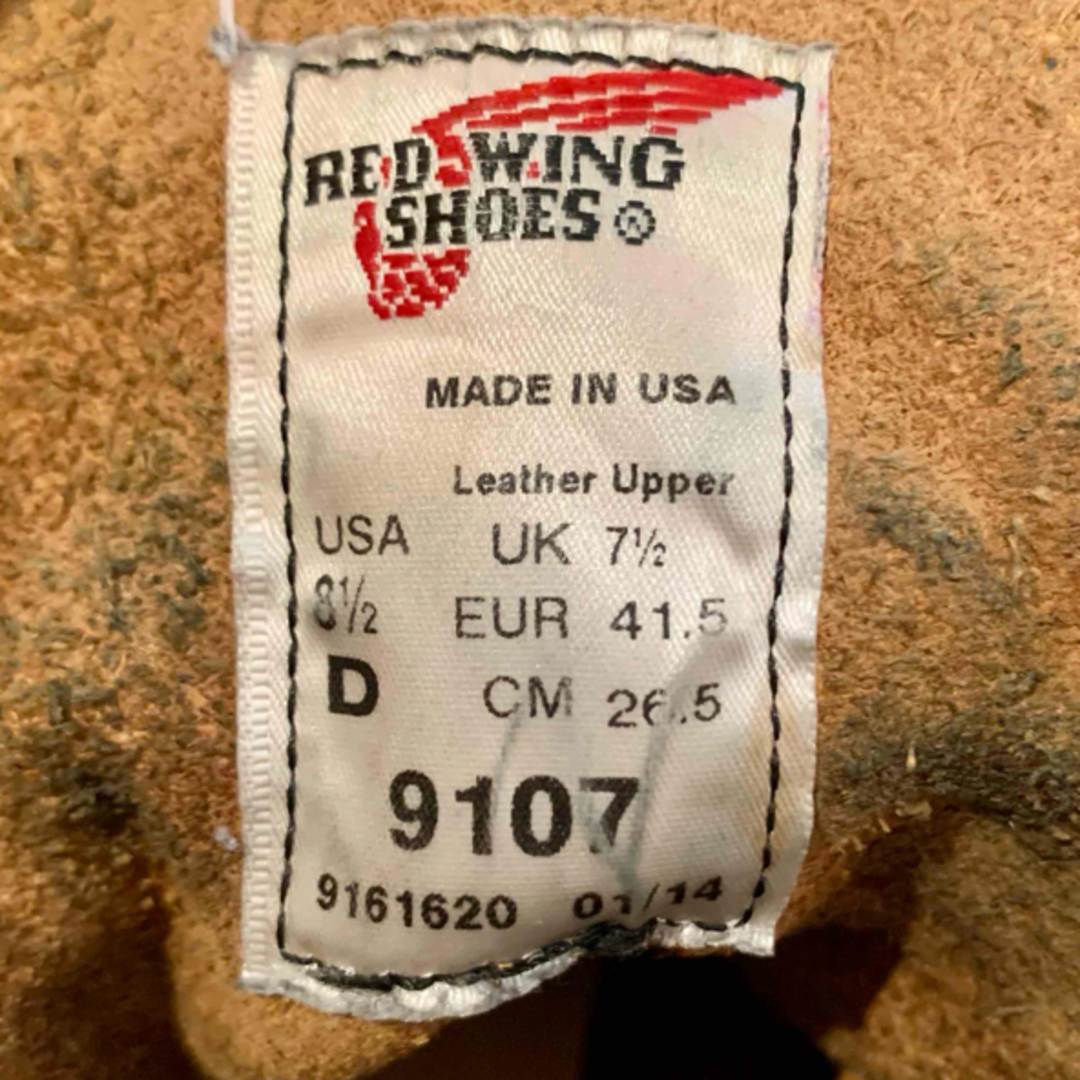 RED WING
SHOES ®
MADE IN USA
Leather Upper
USA UK 7½
8½ EUR 41.5
D CM 26.5
9107
9161620 01/14